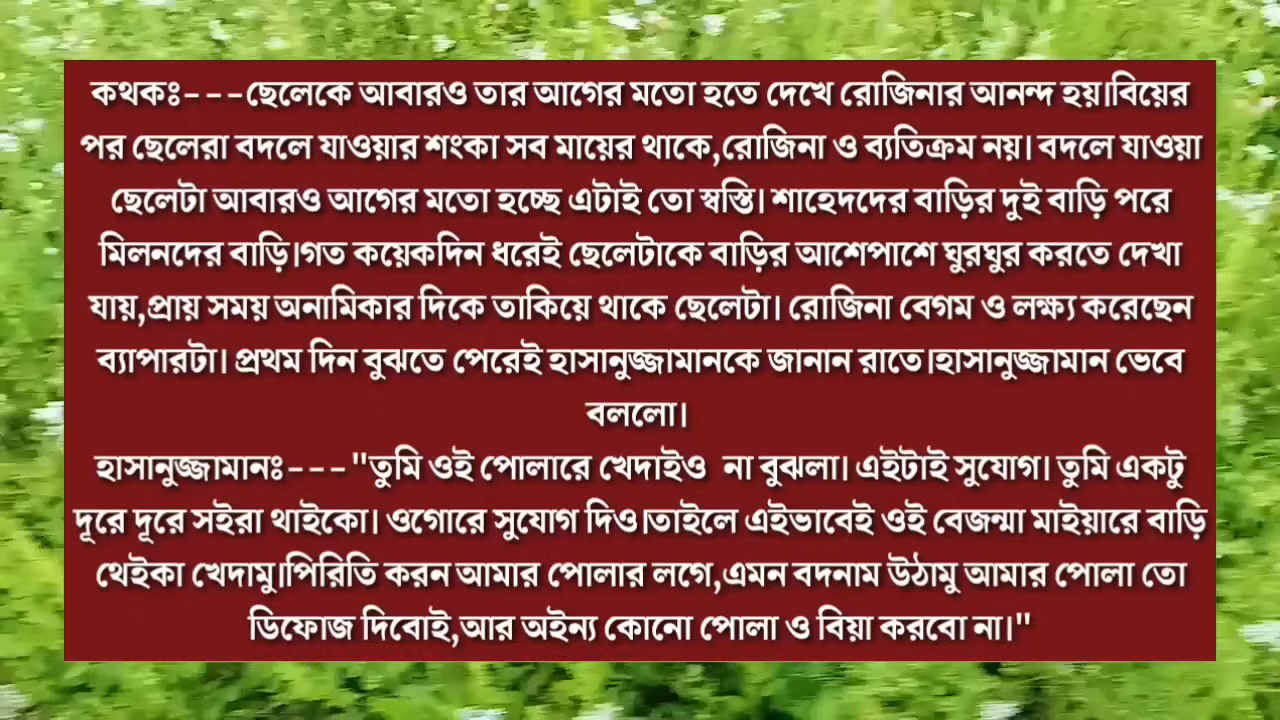 কথকঃ---ছেলেকে আবারও তার আগের মতো হতে দেখে রোজিনার আনন্দ হয়।বিয়ের
পর ছেলেরা বদলে যাওয়ার শংকা সব মায়ের থাকে,রোজিনা ও ব্যতিক্রম নয়। বদলে যাওয়া
ছেলেটা আবারও আগের মতো হচ্ছে এটাই তো স্বস্তি। শাহেদদের বাড়ির দুই বাড়ি পরে
মিলনদের বাড়ি।গত কয়েকদিন ধরেই ছেলেটাকে বাড়ির আশেপাশে ঘুরঘুর করতে দেখা
যায়,প্রায় সময় অনামিকার দিকে তাকিয়ে থাকে ছেলেটা। রোজিনা বেগম ও লক্ষ্য করেছেন
ব্যাপারটা। প্রথম দিন বুঝতে পেরেই হাসানুজ্জামানকে জানান রাতে।হাসানুজ্জামান ভেবে
বললো।
হাসানুজ্জামানঃ---"তুমি ওই পোলারে খেদাইও  না বুঝলা। এইটাই সুযোগ। তুমি একটু
দূরে দূরে সইরা থাইকো। ওগোরে সুযোগ দিও।তাইলে এইভাবেই ওই বেজন্মা মাইয়ারে বাড়ি
থেইকা খেদামু।পিরিতি করন আমার পোলার লগে,এমন বদনাম উঠামু আমার পোলা তো
ডিফোজ দিবোই,আর অইন্য কোনো পোলা ও বিয়া করবো না।"